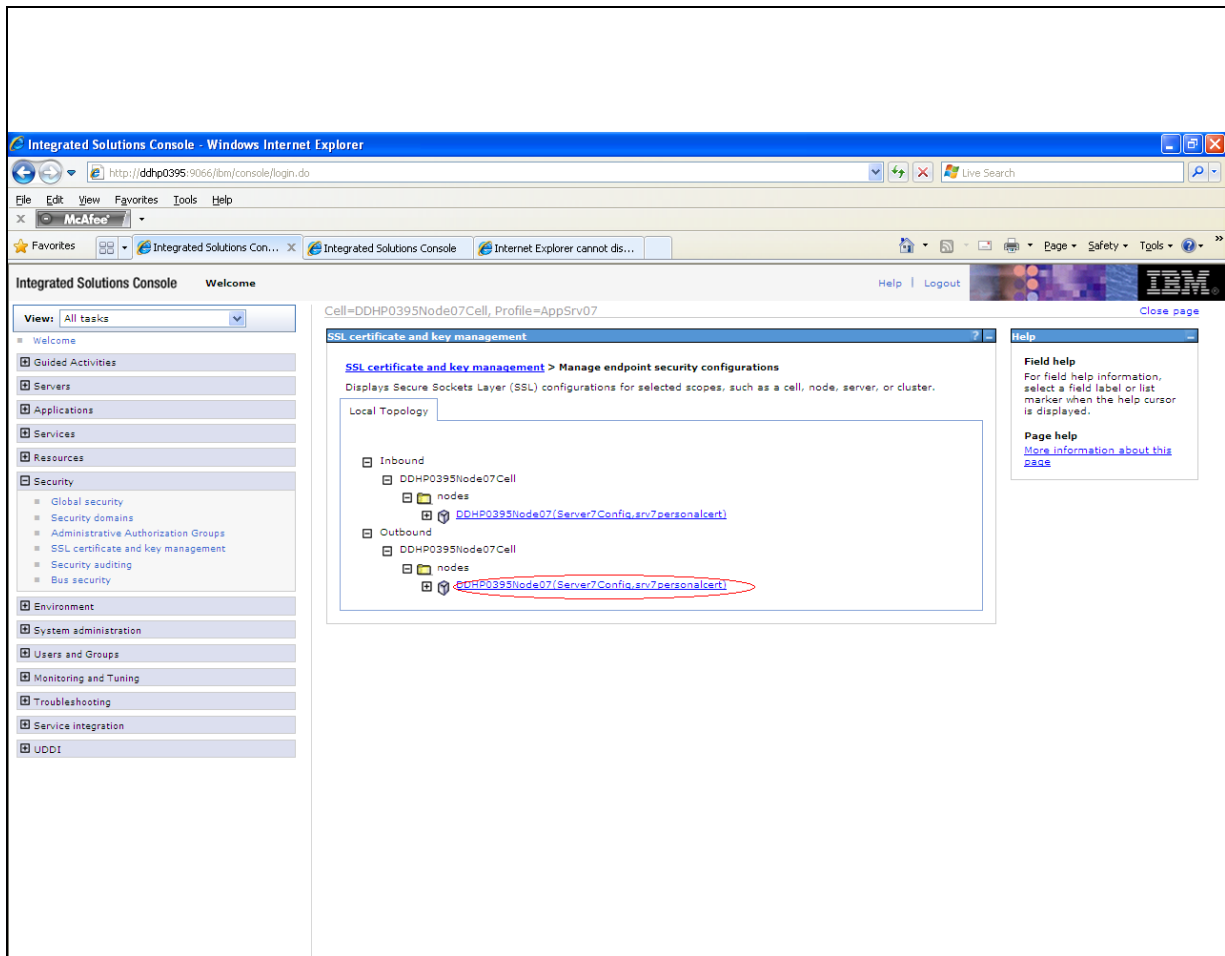 Integrated Solutions Console - Windows Internet Explorer
http://ddhp0395:9066/ibm/console/login.do
Live Search
File Edit View Favorites Tools Help
X McAfee
Favorites Integrated Solutions Con... X Integrated Solutions Console Internet Explorer cannot dis... Page Safety Tools »
Integrated Solutions Console Welcome Help | Logout IBM®
View: All tasks
Welcome
Guided Activities
Servers
Applications
Services
Resources
Security
Global security
Security domains
Administrative Authorization Groups
SSL certificate and key management
Security auditing
Bus security
Environment
System administration
Users and Groups
Monitoring and Tuning
Troubleshooting
Service integration
UDDI
Cell=DDHP0395Node07Cell, Profile=AppSrv07
Close page
SSL certificate and key management ? –
SSL certificate and key management > Manage endpoint security configurations
Displays Secure Sockets Layer (SSL) configurations for selected scopes, such as a cell, node, server, or cluster.
Local Topology
Inbound
DDHP0395Node07Cell
nodes
DDHP0395Node07(Server7Config,srv7personalcert)
Outbound
DDHP0395Node07Cell
nodes
DDHP0395Node07(Server7Config,srv7personalcert)
Help –
Field help
For field help information,
select a field label or list
marker when the help cursor
is displayed.
Page help
More information about this
page